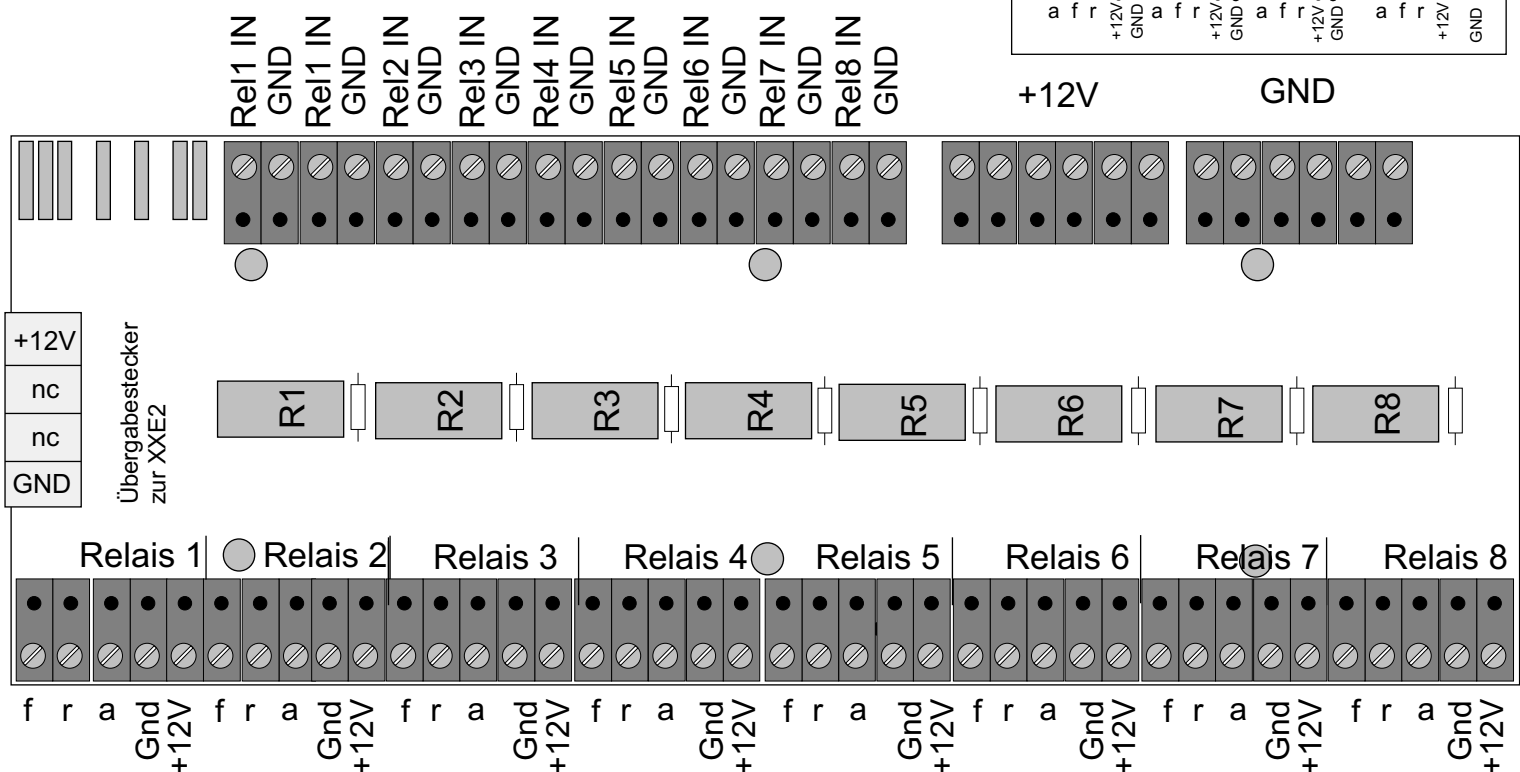 a f r +12V GND a f r +12V GND a f r +12V GND a f r +12V GND
Rel1 IN GND Rel1 IN GND Rel2 IN GND Rel3 IN GND Rel4 IN GND Rel5 IN GND Rel6 IN GND Rel7 IN GND Rel8 IN GND
+12V GND
+12V
nc
nc
GND
Übergabestecker
zur XXE2
R1 R2 R3 R4 R5 R6 R7 R8
Relais 1 Relais 2 Relais 3 Relais 4 Relais 5 Relais 6 Relais 7 Relais 8
f r a Gnd +12V f r a Gnd +12V f r a Gnd +12V f r a Gnd +12V f r a Gnd +12V f r a Gnd +12V f r a Gnd +12V f r a Gnd +12V